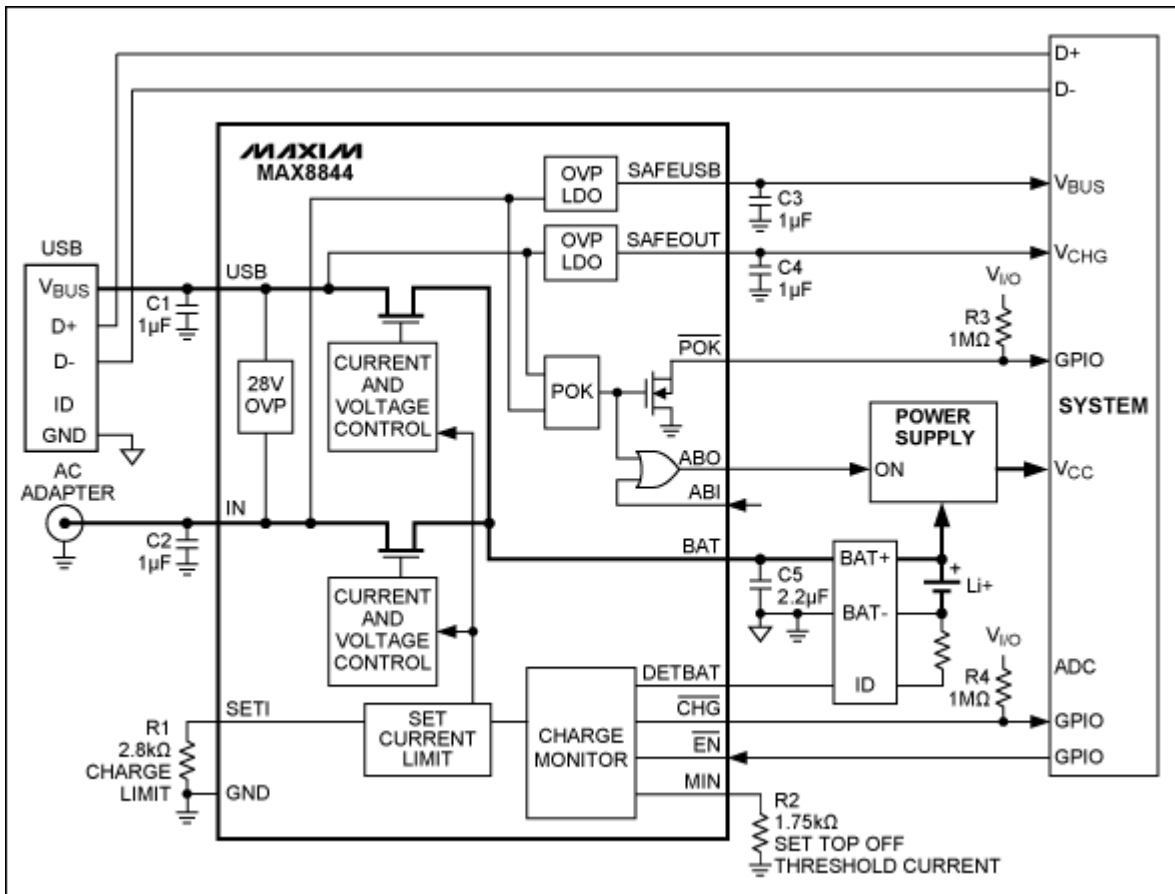 D+
D-
MAXIM
MAX8844
OVP
LDO
SAFEUSB
C3
1µF
VBUS
USB
VBUS
D+
D-
ID
GND
C1
1µF
USB
OVP
LDO
SAFEOUT
C4
1µF
VCHG
VI/O
R3
1MΩ
28V
OVP
CURRENT
AND
VOLTAGE
CONTROL
POK
POK
GPIO
SYSTEM
POWER
SUPPLY
ON
VCC
ABO
ABI
AC
ADAPTER
C2
1µF
IN
CURRENT
AND
VOLTAGE
CONTROL
BAT
C5
2.2µF
BAT+
BAT-
ID
+
Li+
VI/O
R4
1MΩ
ADC
DETBAT
CHG
GPIO
EN
GPIO
MIN
CHARGE
MONITOR
SET
CURRENT
LIMIT
SETI
R1
2.8kΩ
CHARGE
LIMIT
GND
R2
1.75kΩ
SET TOP OFF
THRESHOLD CURRENT